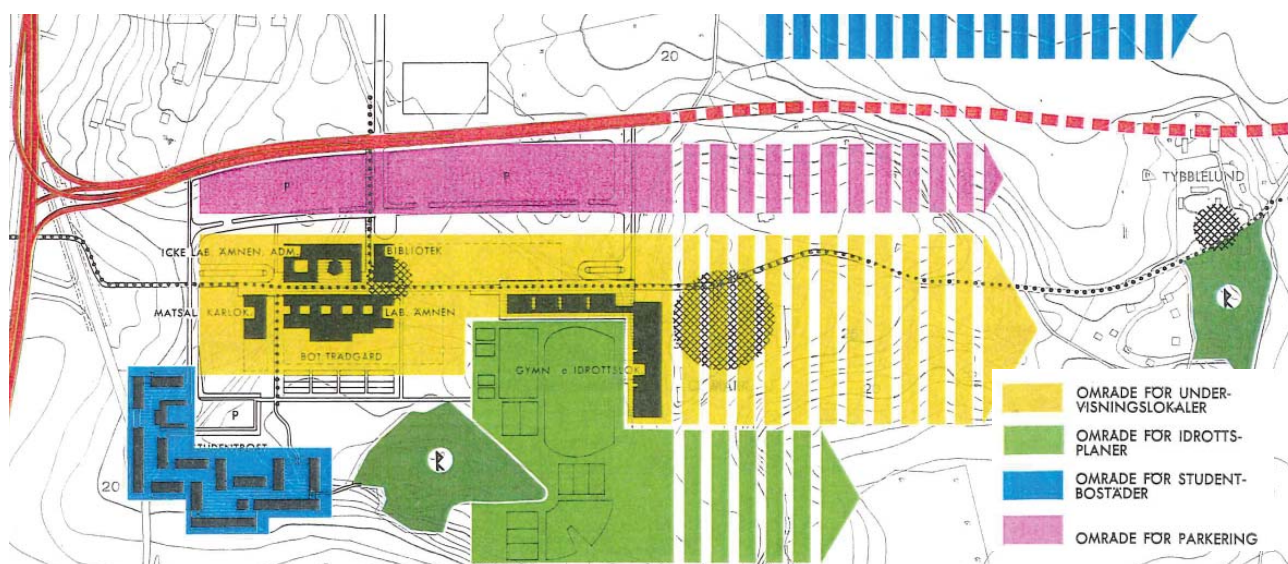 20
TYBBLELUND
P
P
ICKE LAB. ÄMNEN. ADM.
BIBLIOTEK
MATSAL KÅRLOK.
LAB. ÄMNEN
BOT TRÄDGÅRD
GYMN o IDROTTSLOK
P
20
R
R
OMRÅDE FÖR UNDER-
VISNINGSLOKALER
OMRÅDE FÖR IDROTTS-
PLANER
OMRÅDE FÖR STUDENT-
BOSTÄDER
OMRÅDE FÖR PARKERING